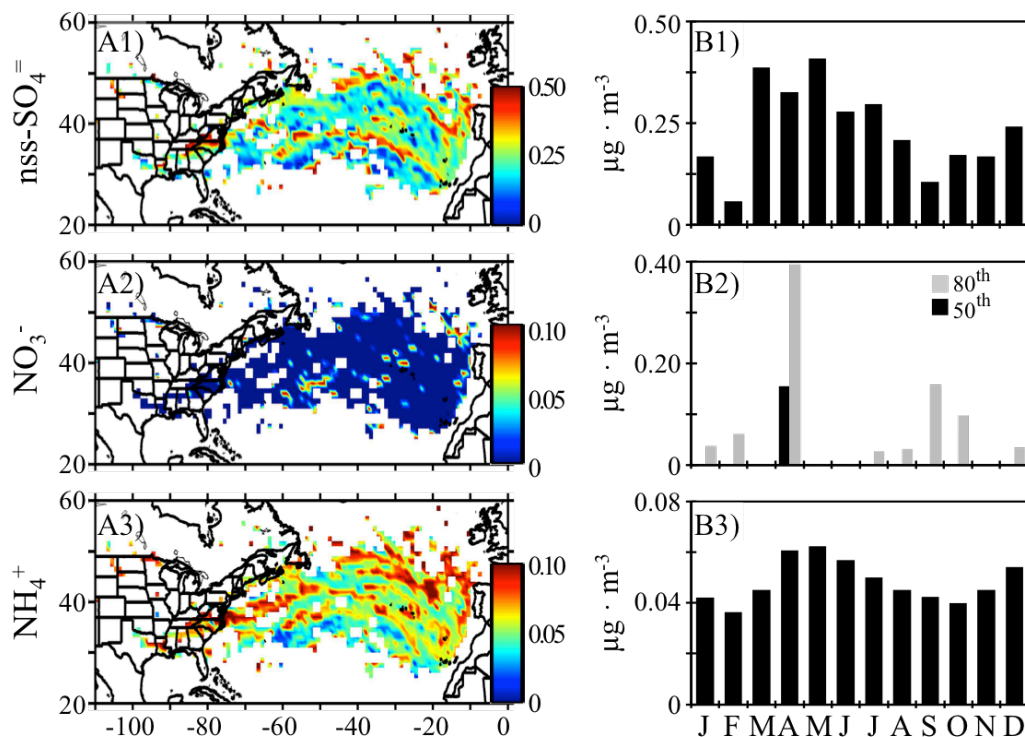 nss-SO₄⁼
60
40
20
A1)
0.50
0.25
0
µg · m⁻³
0.50
0.25
0
B1)
NO₃⁻
60
40
20
A2)
0.10
0.05
0
µg · m⁻³
0.40
0.20
0
B2)
80ᵗʰ
50ᵗʰ
NH₄⁺
60
40
20
A3)
0.10
0.05
0
-100 -80 -60 -40 -20 0
µg · m⁻³
0.08
0.04
0
B3)
J F M A M J J A S O N D